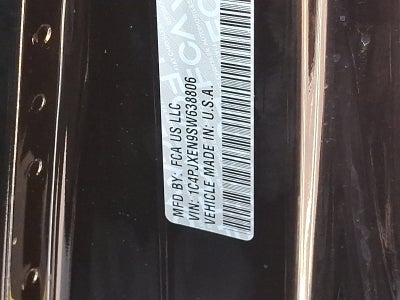 MFD BY: FCA US LLC
VIN: 1C4PJXEN9SW638806
VEHICLE MADE IN: U.S.A.